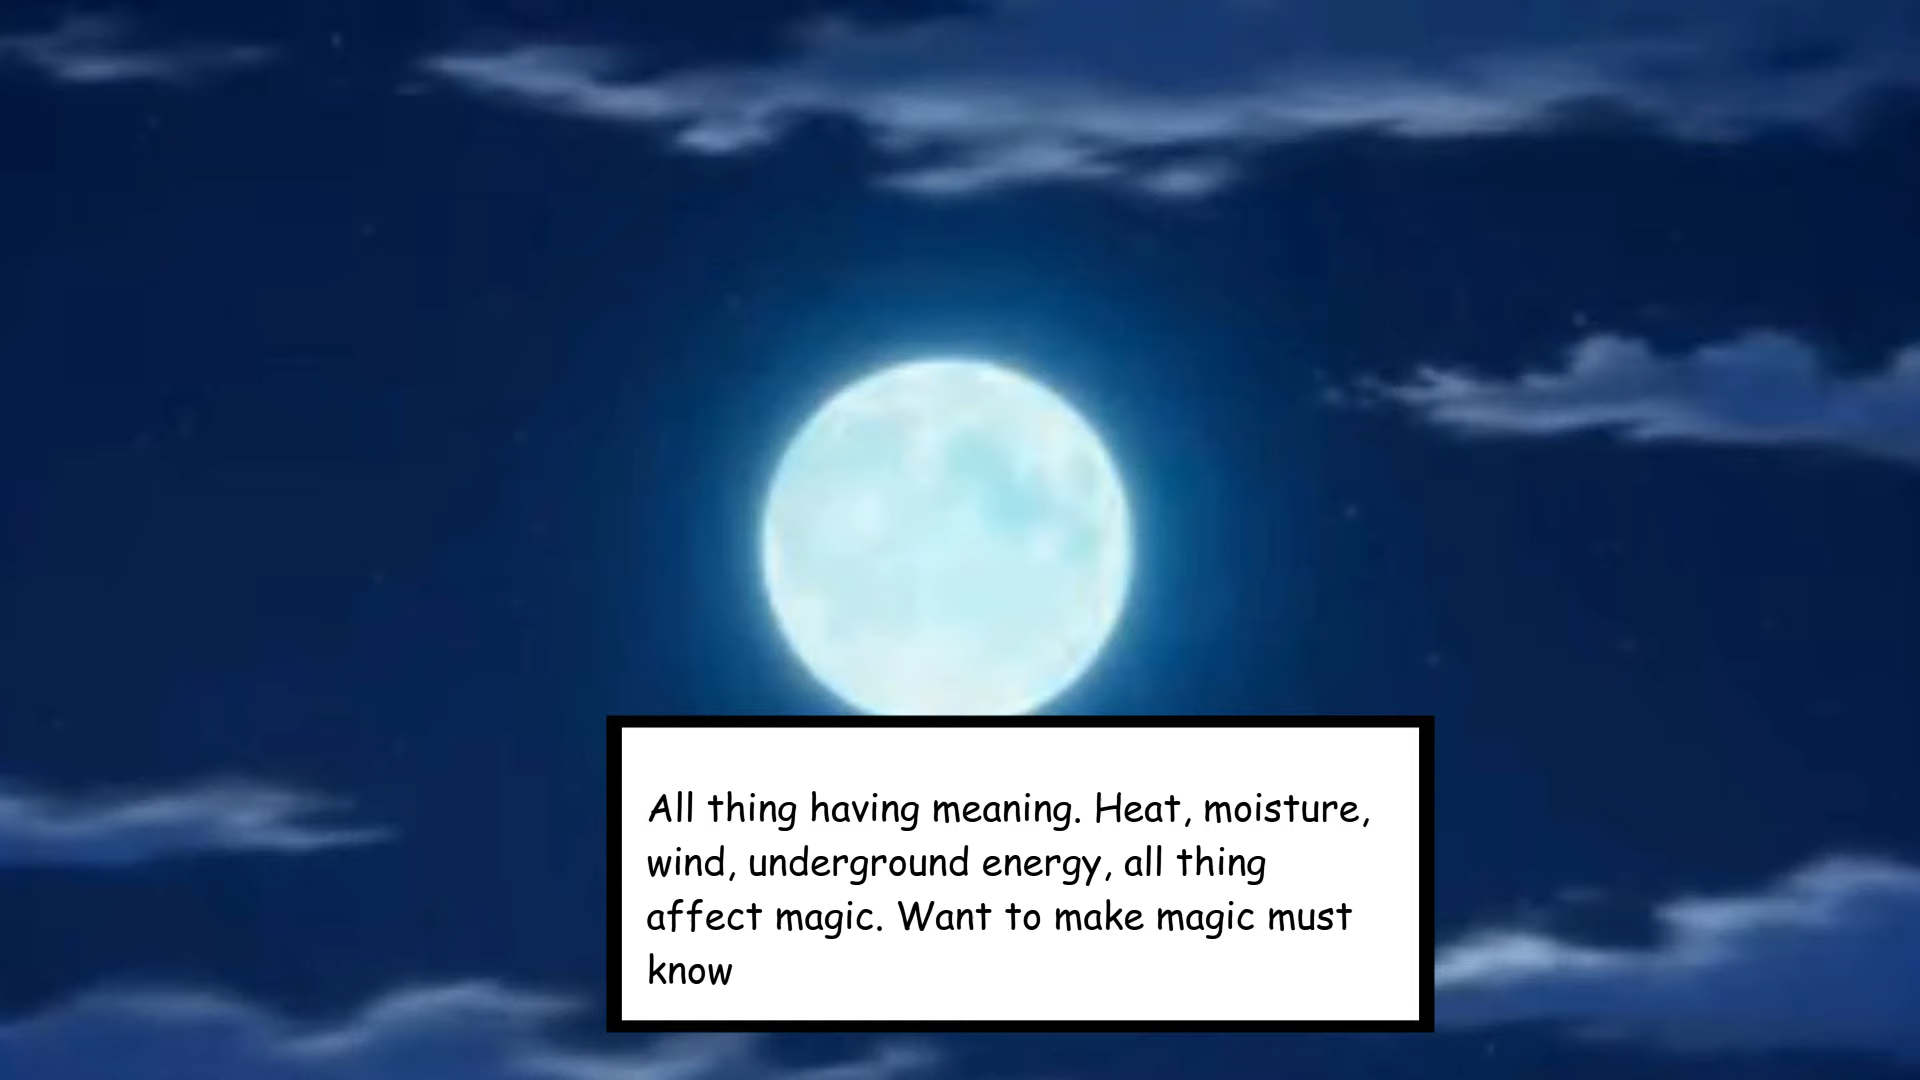 All thing having meaning. Heat, moisture,
wind, underground energy, all thing
affect magic. Want to make magic must
know